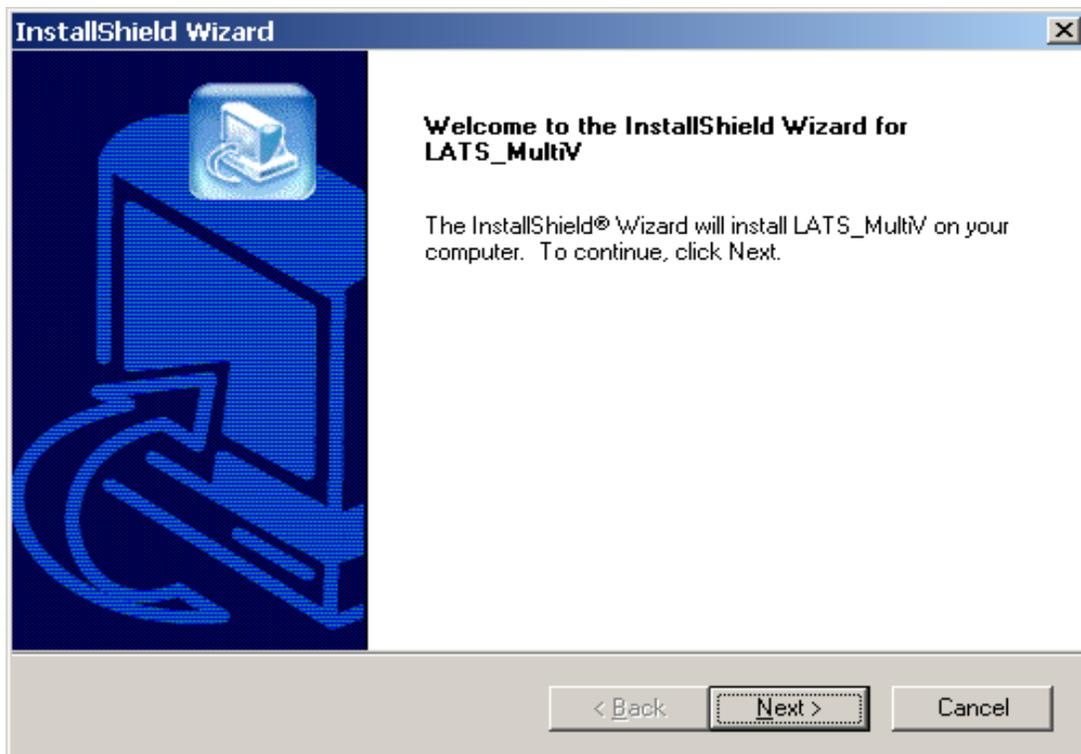 InstallShield Wizard
Welcome to the InstallShield Wizard for
LATS_MultiV
The InstallShield® Wizard will install LATS_MultiV on your
computer. To continue, click Next.
< Back
Next >
Cancel